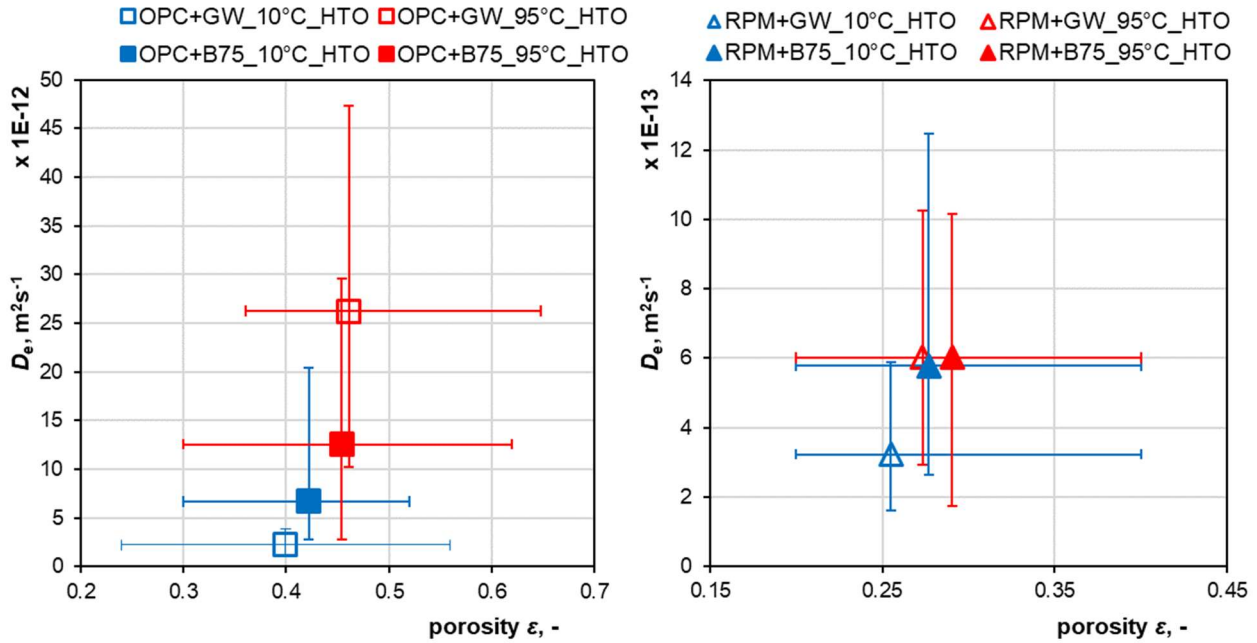 OPC+GW_10°C_HTO OPC+GW_95°C_HTO
OPC+B75_10°C_HTO OPC+B75_95°C_HTO
x 1E-12
Dₑ, m²s⁻¹
50
45
40
35
30
25
20
15
10
5
0
0.2 0.3 0.4 0.5 0.6 0.7
porosity ε, -
RPM+GW_10°C_HTO RPM+GW_95°C_HTO
RPM+B75_10°C_HTO RPM+B75_95°C_HTO
x 1E-13
Dₑ, m²s⁻¹
14
12
10
8
6
4
2
0
0.15 0.25 0.35 0.45
porosity ε, -